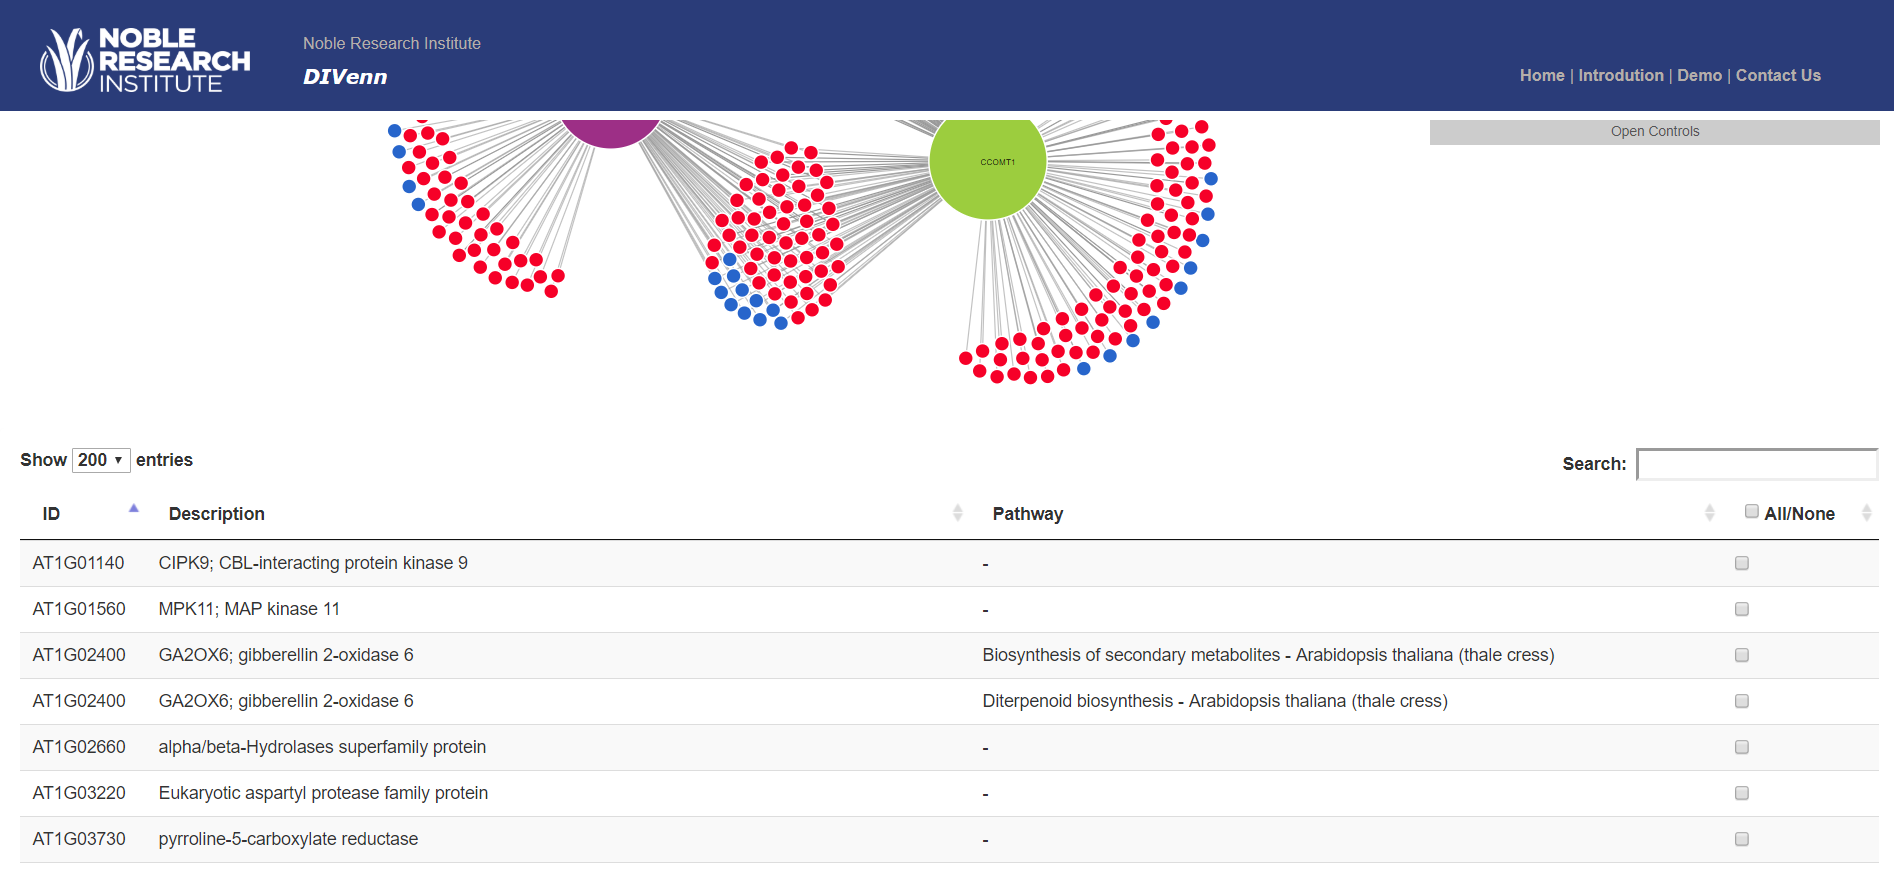 NOBLE
RESEARCH
INSTITUTE
Noble Research Institute
DIVenn
Home | Introdution | Demo | Contact Us
Open Controls
CCOMT1
Show 200 entries
Search:
ID Description Pathway All/None
AT1G01140 CIPK9; CBL-interacting protein kinase 9 -
AT1G01560 MPK11; MAP kinase 11 -
AT1G02400 GA2OX6; gibberellin 2-oxidase 6 Biosynthesis of secondary metabolites - Arabidopsis thaliana (thale cress)
AT1G02400 GA2OX6; gibberellin 2-oxidase 6 Diterpenoid biosynthesis - Arabidopsis thaliana (thale cress)
AT1G02660 alpha/beta-Hydrolases superfamily protein -
AT1G03220 Eukaryotic aspartyl protease family protein -
AT1G03730 pyrroline-5-carboxylate reductase -